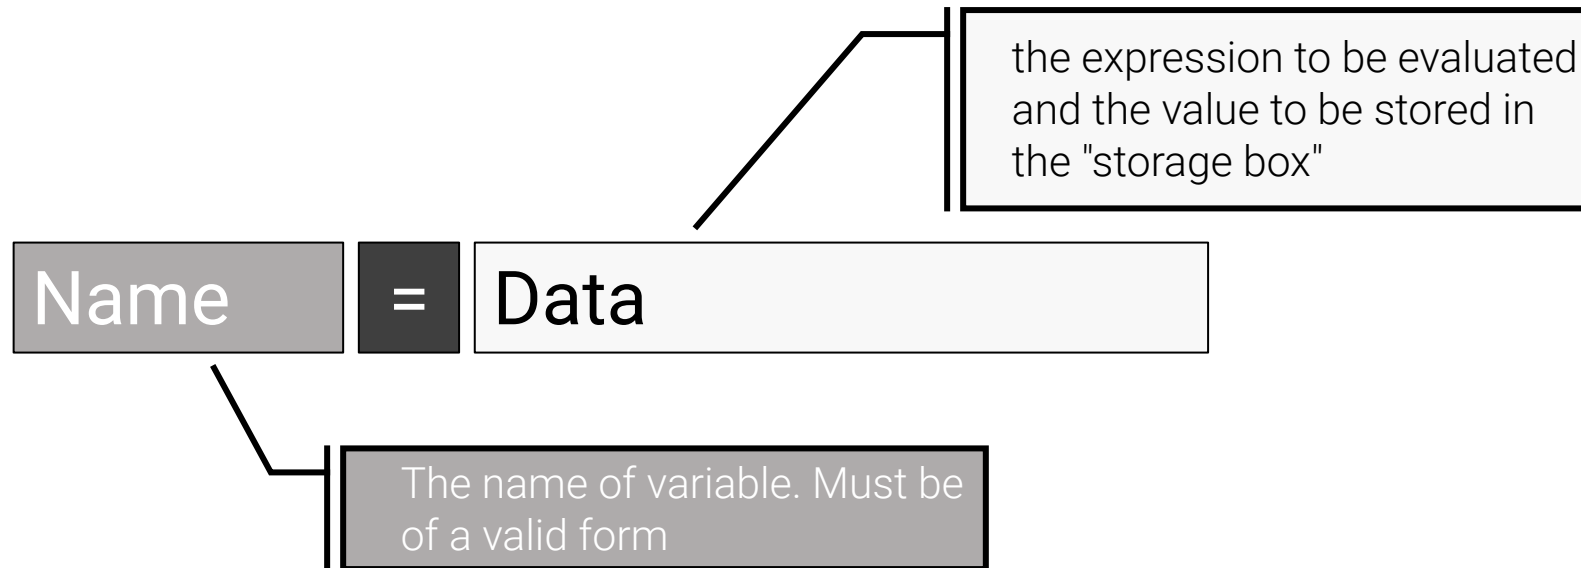 the expression to be evaluated
and the value to be stored in
the "storage box"
Name = Data
The name of variable. Must be
of a valid form